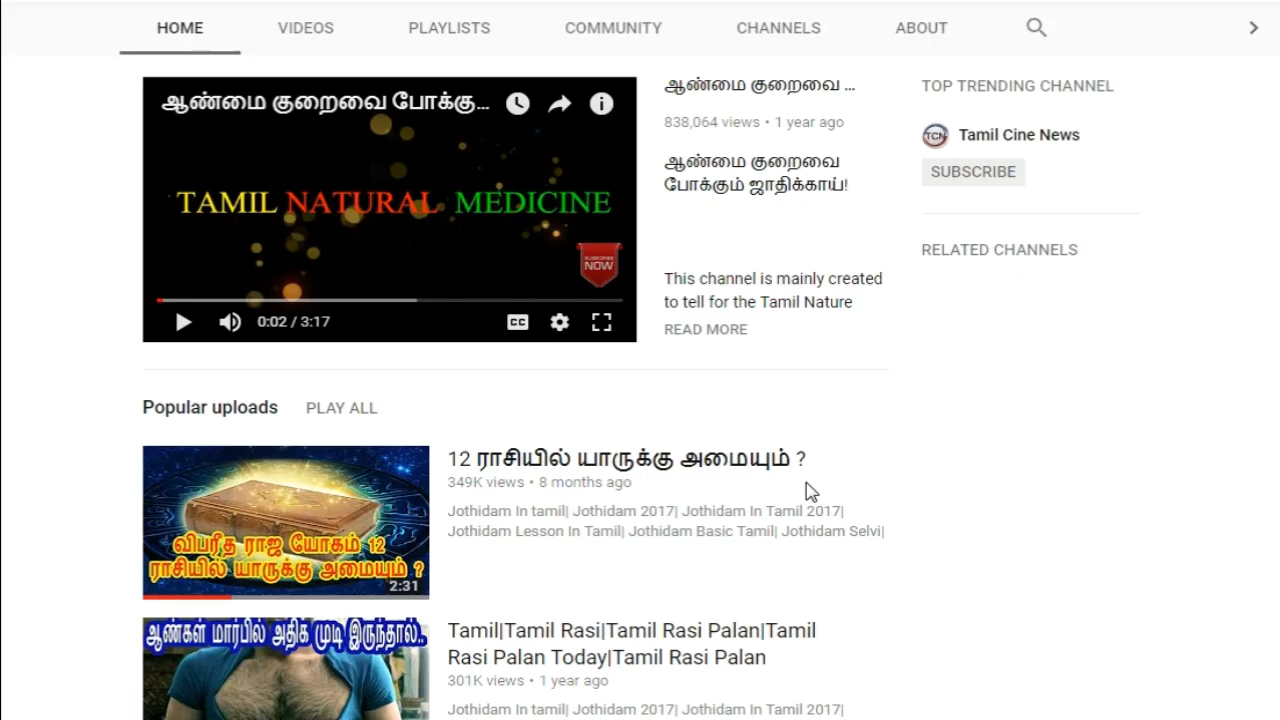 HOME VIDEOS PLAYLISTS COMMUNITY CHANNELS ABOUT
ஆண்மை குறைவை போக்கு...
TAMIL NATURAL MEDICINE
SUBSCRIBE
NOW
0:02 / 3:17
CC
ஆண்மை குறைவை ...
838,064 views • 1 year ago
ஆண்மை குறைவை
போக்கும் ஜாதிக்காய்!
This channel is mainly created
to tell for the Tamil Nature
READ MORE
TOP TRENDING CHANNEL
TCN
Tamil Cine News
SUBSCRIBE
RELATED CHANNELS
Popular uploads PLAY ALL
விபரீத ராஜ யோகம் 12
ராசியில் யாருக்கு அமையும் ?
2:31
12 ராசியில் யாருக்கு அமையும் ?
349K views • 8 months ago
Jothidam In tamil| Jothidam 2017| Jothidam In Tamil 2017|
Jothidam Lesson In Tamil| Jothidam Basic Tamil| Jothidam Selvi|
ஆண்கள் மார்பில் அதிக முடி இருந்தால்..
Tamil|Tamil Rasi|Tamil Rasi Palan|Tamil
Rasi Palan Today|Tamil Rasi Palan
301K views • 1 year ago
Jothidam In tamil| Jothidam 2017| Jothidam In Tamil 2017|